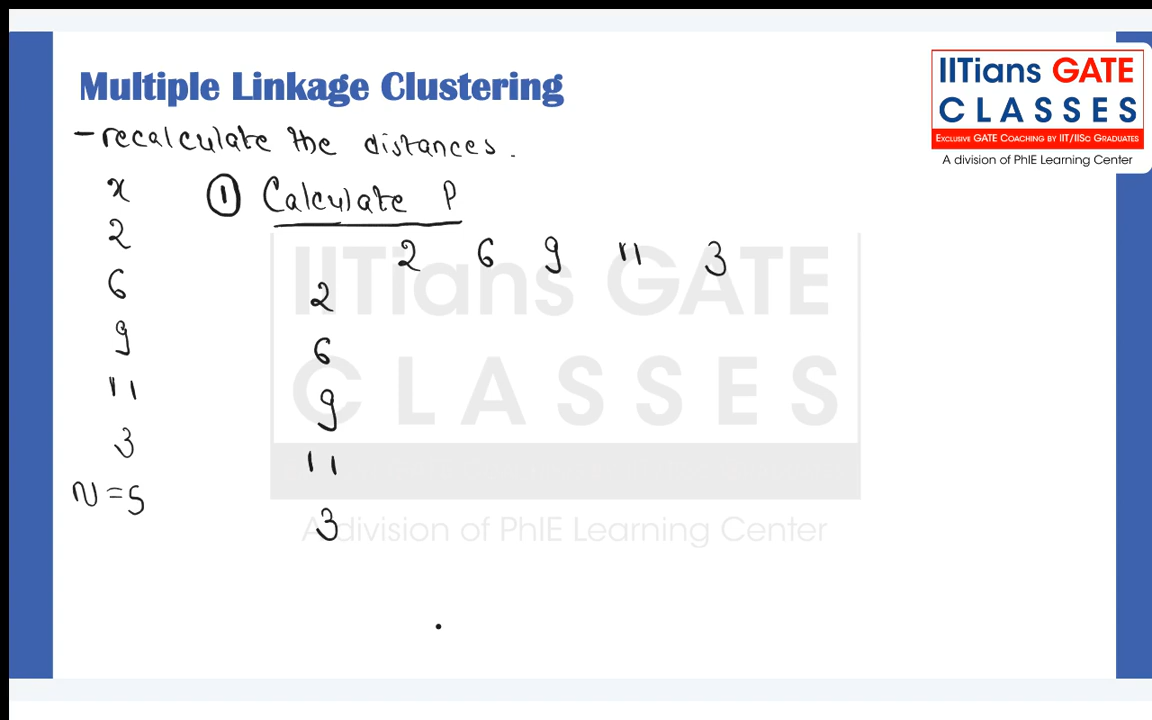 Multiple Linkage Clustering
IITians GATE
CLASSES
EXCLUSIVE GATE COACHING BY IIT/IISC GRADUATES
A division of PhIE Learning Center
- recalculate the distances.
x
① Calculate P
2
2 6 9 11 3
6
2
9
6
11
9
3
11
N = 5
3
IITians GATE
CLASSES
A division of PhIE Learning Center